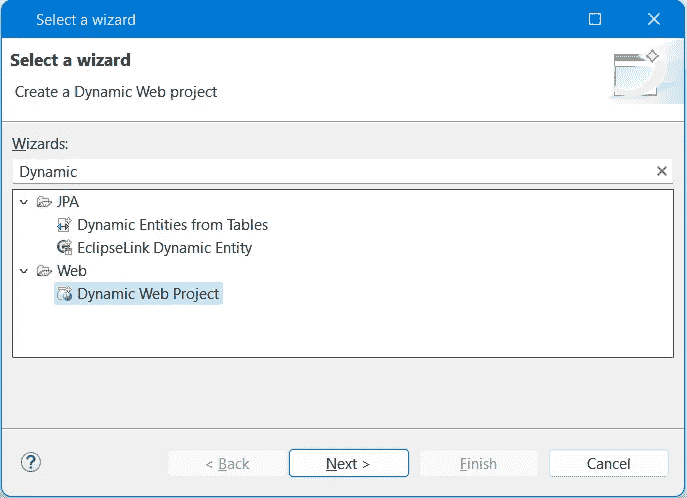 Select a wizard
Select a wizard
Create a Dynamic Web project
Wizards:
Dynamic
JPA
Dynamic Entities from Tables
EclipseLink Dynamic Entity
Web
Dynamic Web Project
?
< Back
Next >
Finish
Cancel